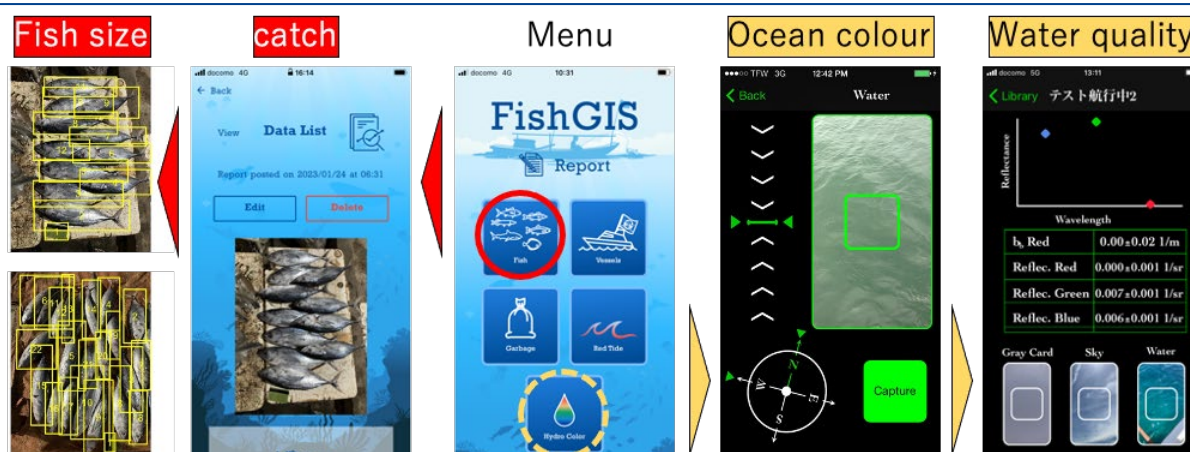 Fish size
catch
Menu
Ocean colour
Water quality
docomo 4G 16:14
← Back
View Data List
Report posted on 2023/01/24 at 06:31
Edit Delete
docomo 4G 10:31
FishGIS
Report
Fish Vessels
Garbage Red Tide
Hydro Color
TFW 3G 12:42 PM
Back Water
N
W
E
S
Capture
docomo 5G 13:11
Library テスト航行中2
Reflectance
Wavelength
bb Red 0.00±0.02 1/m
Reflec. Red 0.000±0.001 1/sr
Reflec. Green 0.007±0.001 1/sr
Reflec. Blue 0.006±0.001 1/sr
Gray Card Sky Water